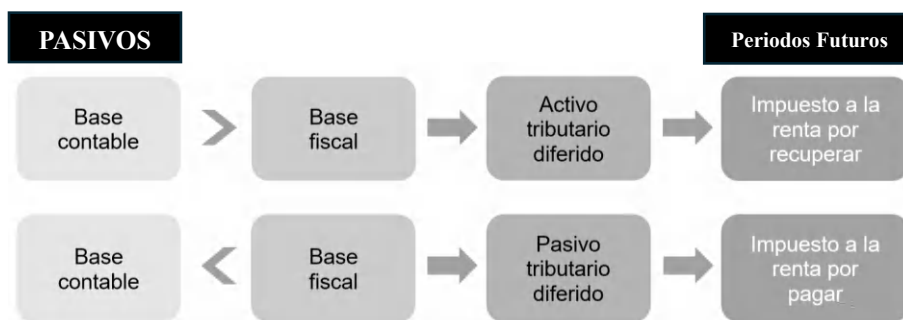 PASIVOS
Periodos Futuros
Base
contable
>
Base
fiscal
Activo
tributario
diferido
Impuesto a la
renta por
recuperar
Base
contable
<
Base
fiscal
Pasivo
tributario
diferido
Impuesto a la
renta por
pagar